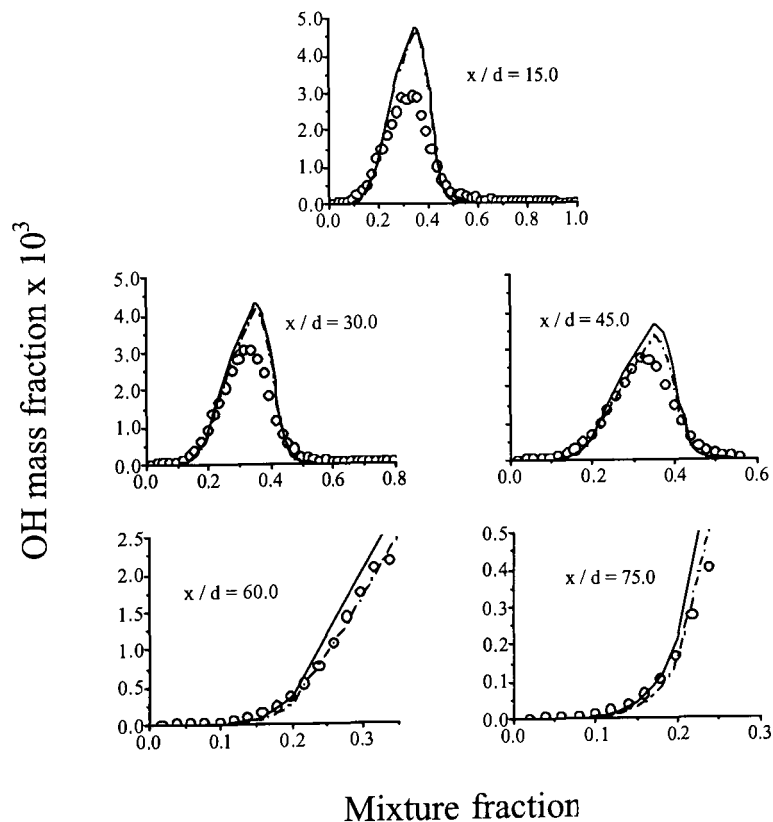 5.0
4.0
x / d = 15.0
3.0
2.0
1.0
0.0
0.0 0.2 0.4 0.6 0.8 1.0
OH mass fraction x 10³
5.0
4.0
x / d = 30.0
3.0
2.0
1.0
0.0
0.0 0.2 0.4 0.6 0.8
x / d = 45.0
0.0 0.2 0.4 0.6
2.5
2.0
x / d = 60.0
1.5
1.0
0.5
0.0
0.0 0.1 0.2 0.3
0.5
0.4
x / d = 75.0
0.3
0.2
0.1
0.0
0.0 0.1 0.2 0.3
Mixture fraction